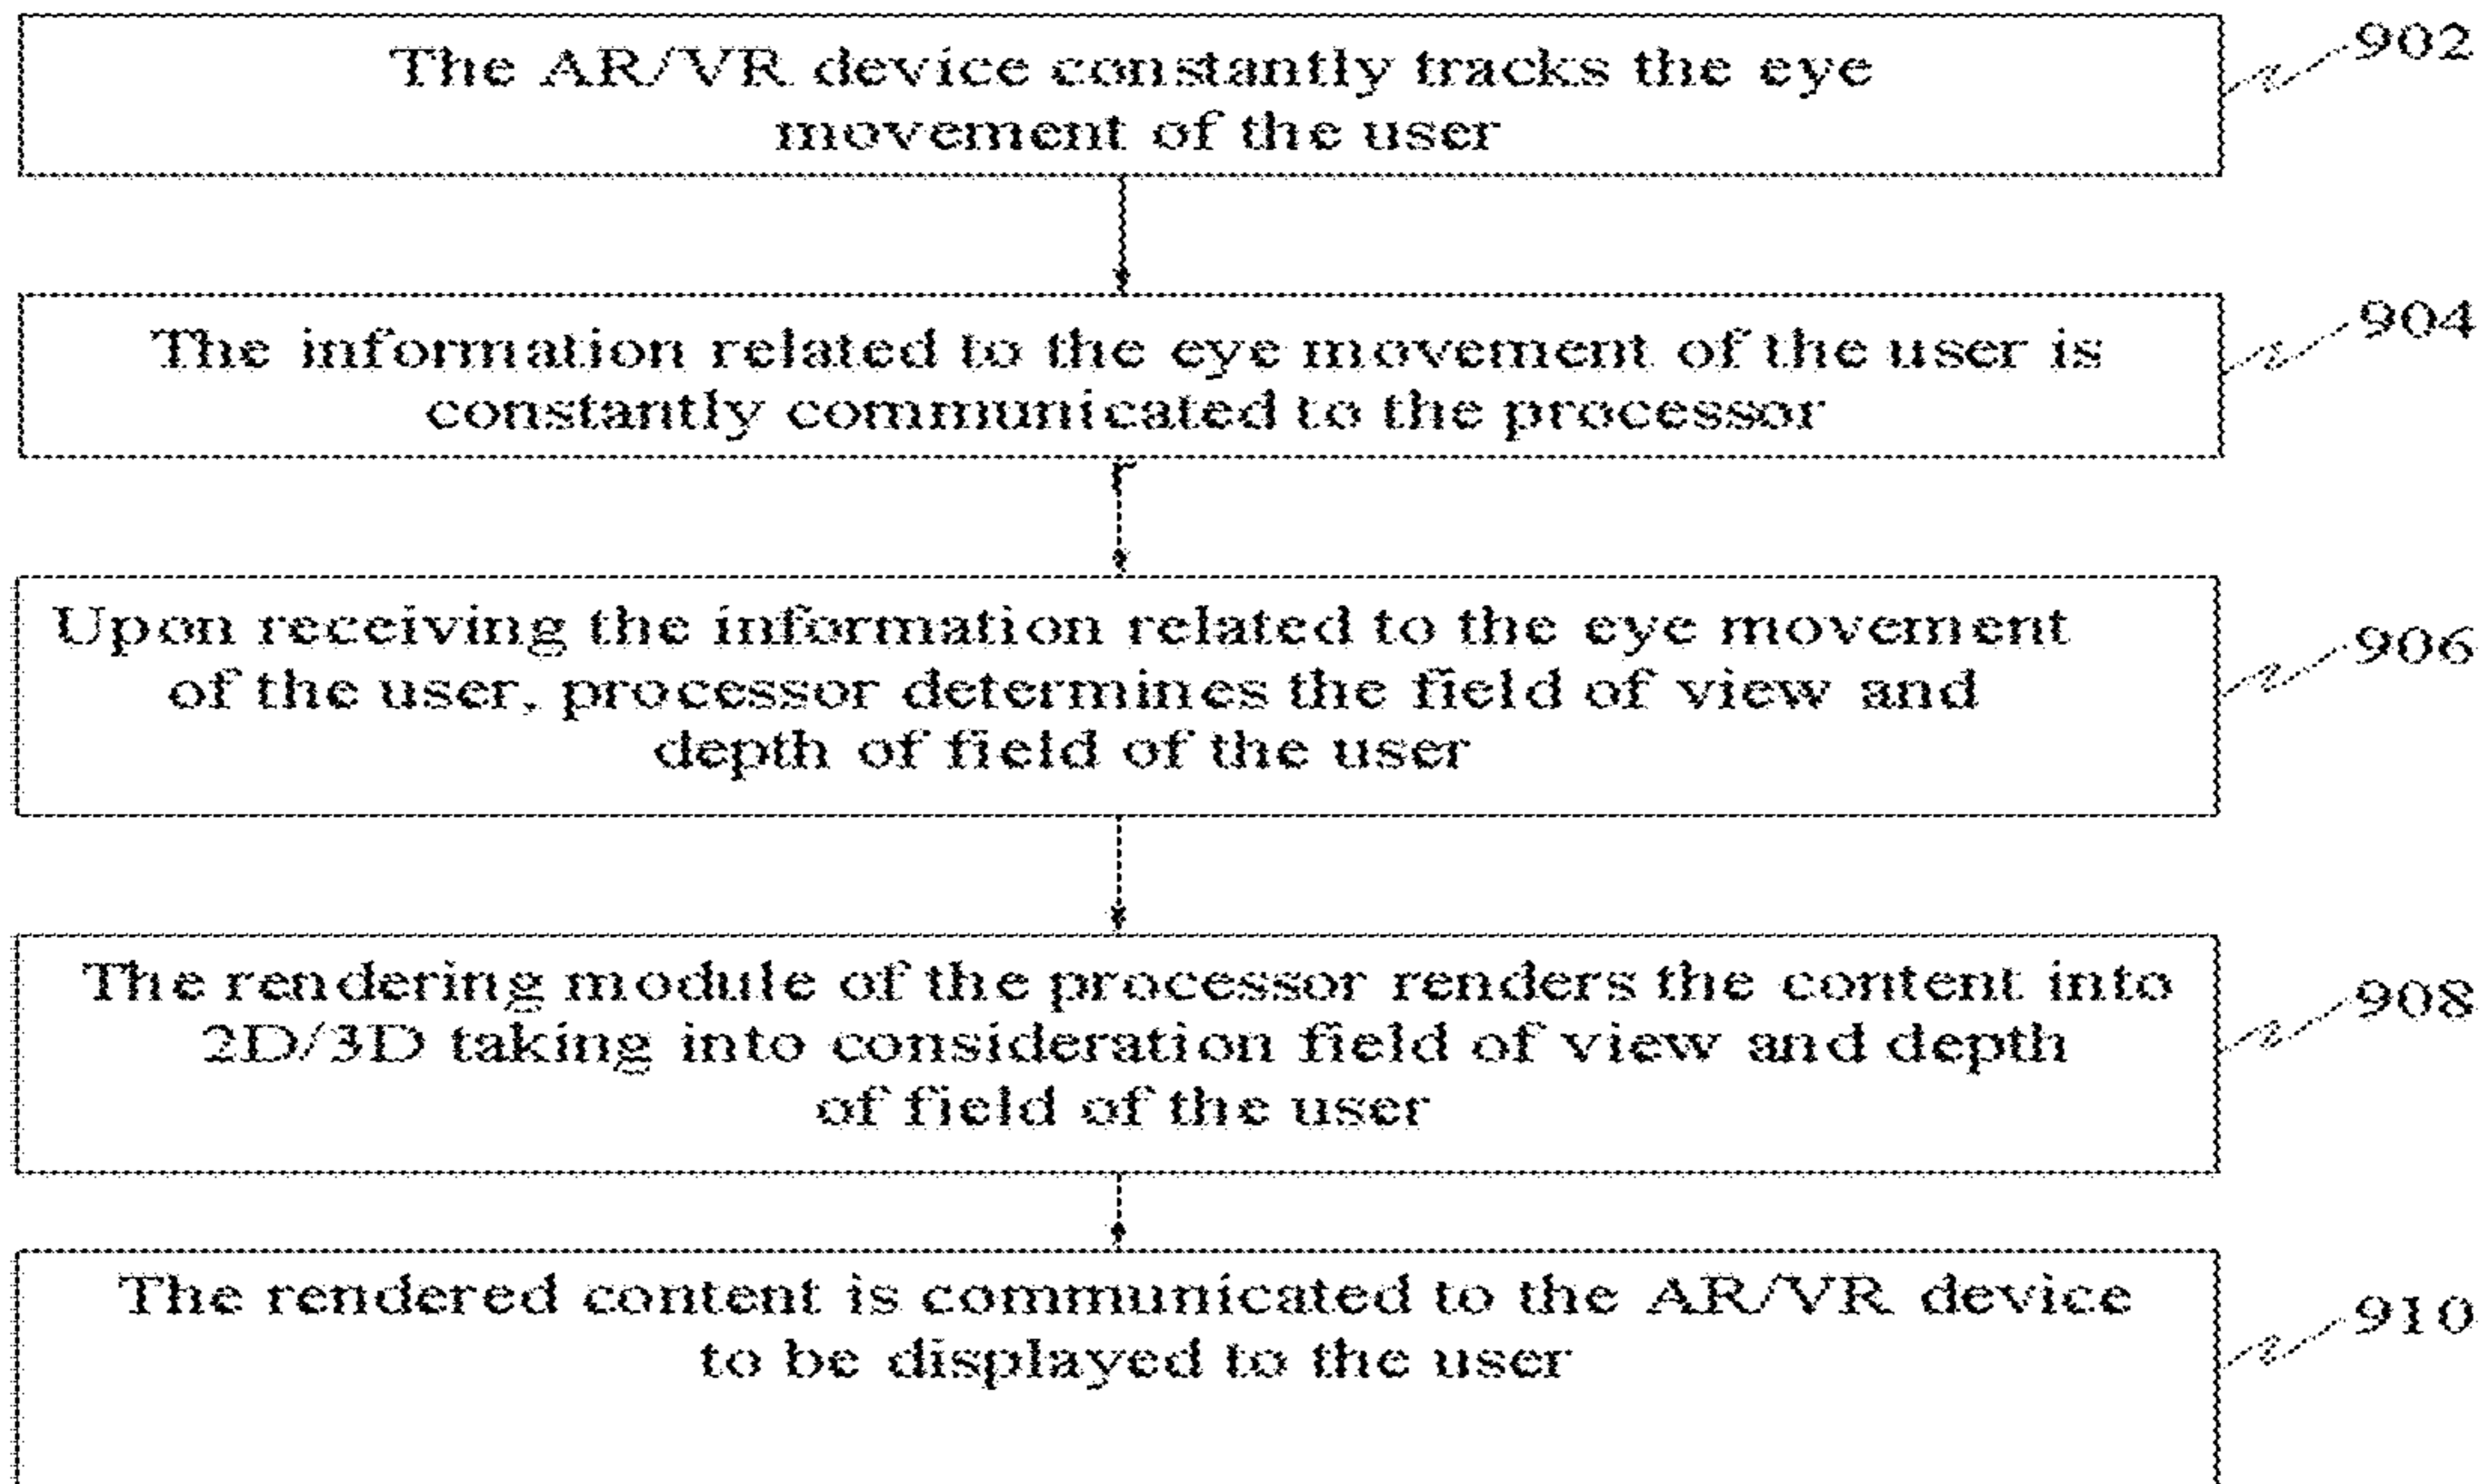 The AR/VR device constantly tracks the eye
movement of the user
902
The information related to the eye movement of the user is
constantly communicated to the processor
904
Upon receiving the information related to the eye movement
of the user, processor determines the field of view and
depth of field of the user
906
The rendering module of the processor renders the content into
2D/3D taking into consideration field of view and depth
of field of the user
908
The rendered content is communicated to the AR/VR device
to be displayed to the user
910